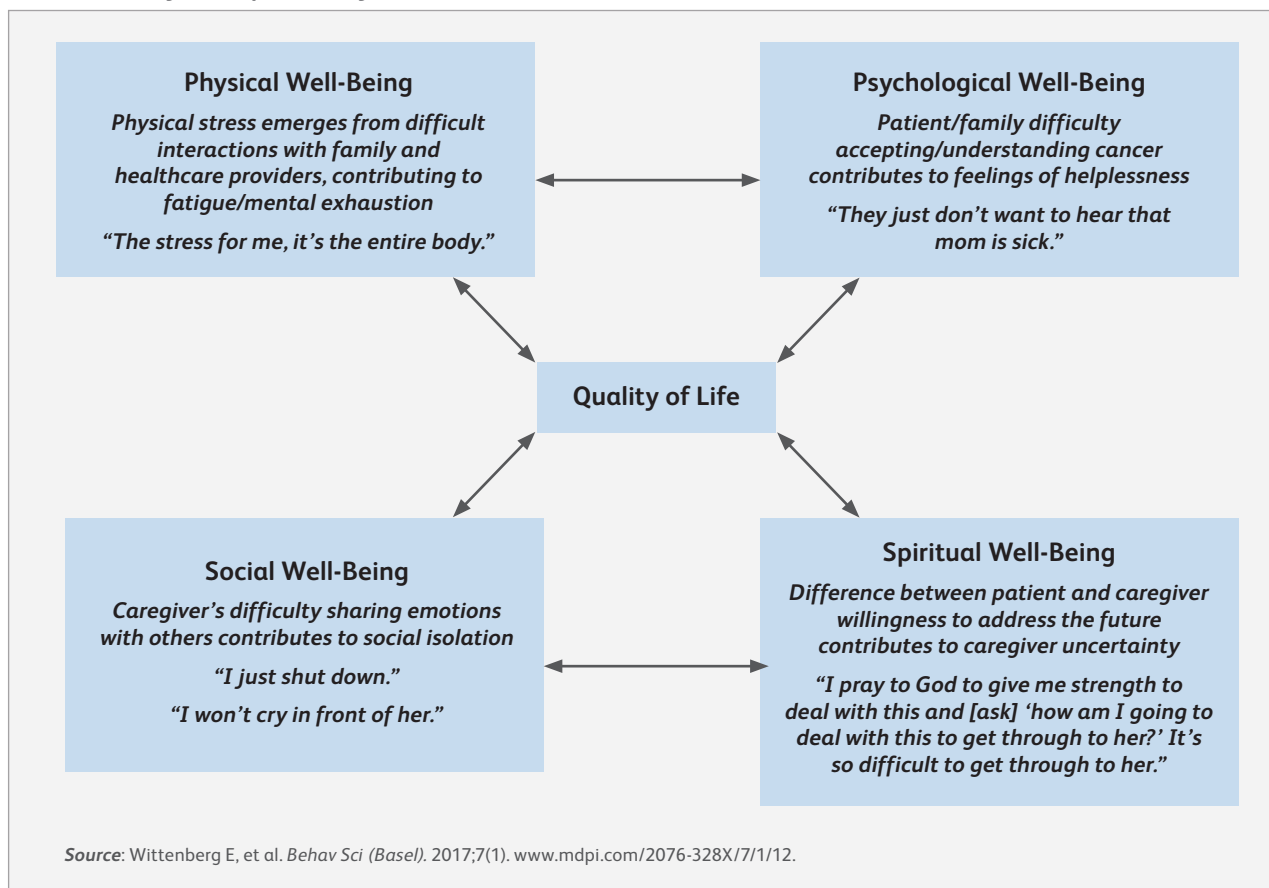 Physical Well-Being
Physical stress emerges from difficult
interactions with family and
healthcare providers, contributing to
fatigue/mental exhaustion
“The stress for me, it’s the entire body.”
Psychological Well-Being
Patient/family difficulty
accepting/understanding cancer
contributes to feelings of helplessness
“They just don’t want to hear that
mom is sick.”
Quality of Life
Social Well-Being
Caregiver’s difficulty sharing emotions
with others contributes to social isolation
“I just shut down.”
“I won’t cry in front of her.”
Spiritual Well-Being
Difference between patient and caregiver
willingness to address the future
contributes to caregiver uncertainty
“I pray to God to give me strength to
deal with this and [ask] ‘how am I going to
deal with this to get through to her?’ It’s
so difficult to get through to her.”
Source: Wittenberg E, et al. Behav Sci (Basel). 2017;7(1). www.mdpi.com/2076-328X/7/1/12.